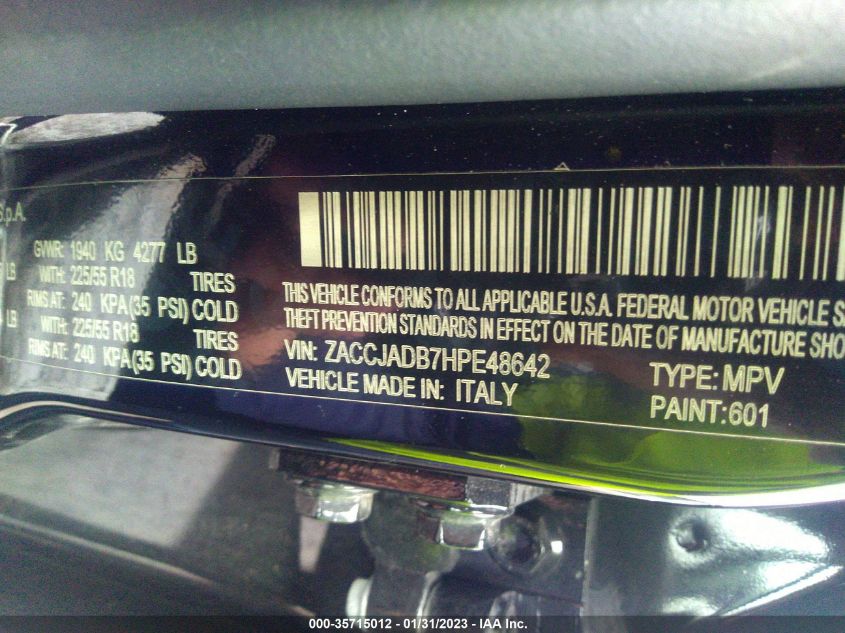 S.p.A.
GVWR: 1940 KG 4277 LB
LB WITH: 225/55 R18 TIRES
RIMS AT: 240 KPA(35 PSI) COLD
LB WITH: 225/55 R18 TIRES
RIMS AT: 240 KPA(35 PSI) COLD
THIS VEHICLE CONFORMS TO ALL APPLICABLE U.S.A. FEDERAL MOTOR VEHICLE S
THEFT PREVENTION STANDARDS IN EFFECT ON THE DATE OF MANUFACTURE SHO
VIN: ZACCJADB7HPE48642 TYPE: MPV
VEHICLE MADE IN: ITALY PAINT:601
000-35715012 - 01/31/2023 - IAA Inc.